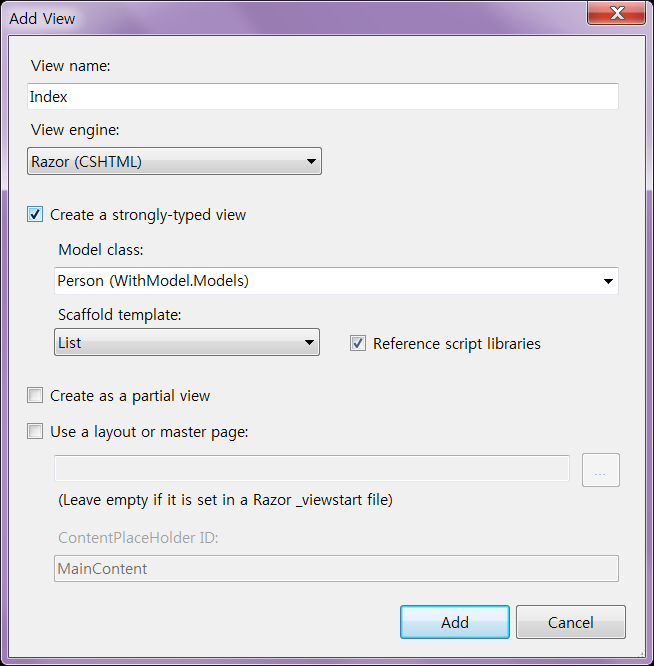 Add View
View name:
Index
View engine:
Razor (CSHTML)
Create a strongly-typed view
Model class:
Person (WithModel.Models)
Scaffold template:
List
Reference script libraries
Create as a partial view
Use a layout or master page:
...
(Leave empty if it is set in a Razor _viewstart file)
ContentPlaceHolder ID:
MainContent
Add
Cancel